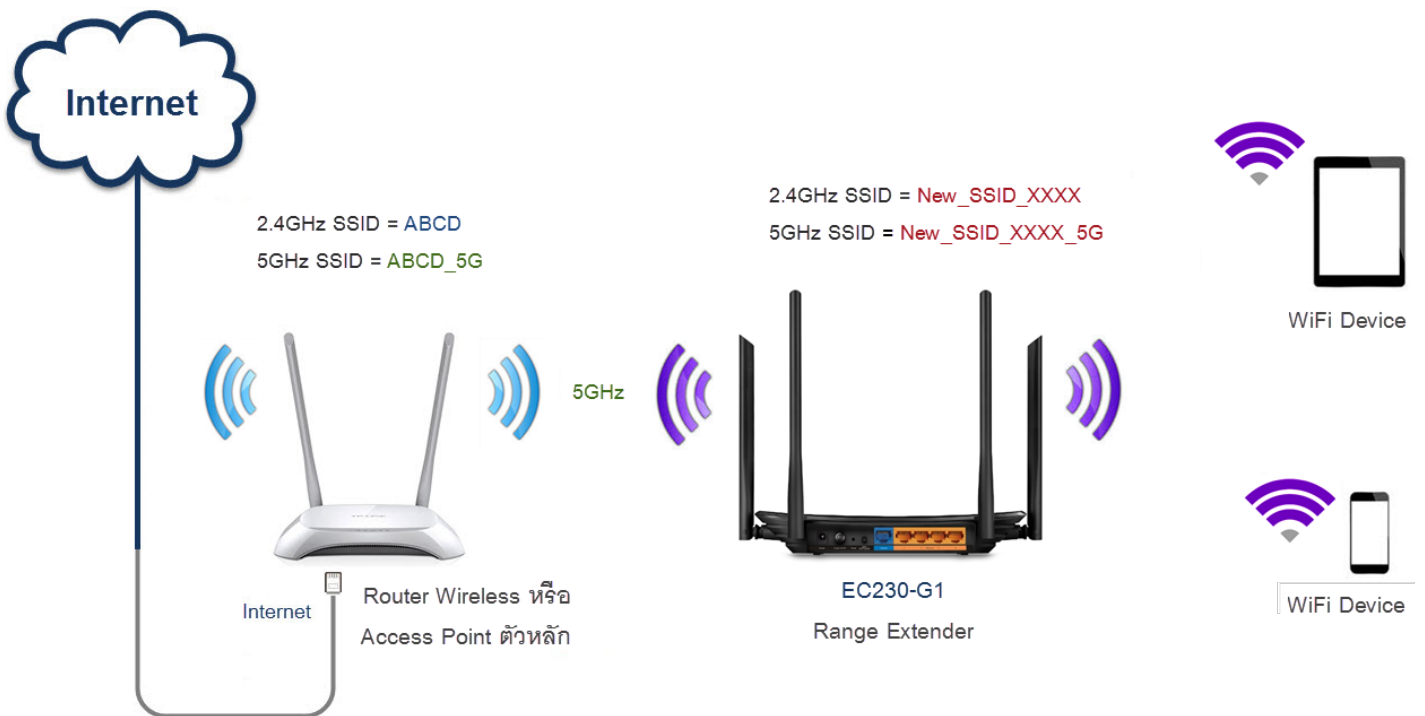 Internet
2.4GHz SSID = ABCD
5GHz SSID = ABCD_5G
2.4GHz SSID = New_SSID_XXXX
5GHz SSID = New_SSID_XXXX_5G
WiFi Device
5GHz
Internet
Router Wireless หรือ
Access Point ตัวหลัก
EC230-G1
Range Extender
WiFi Device